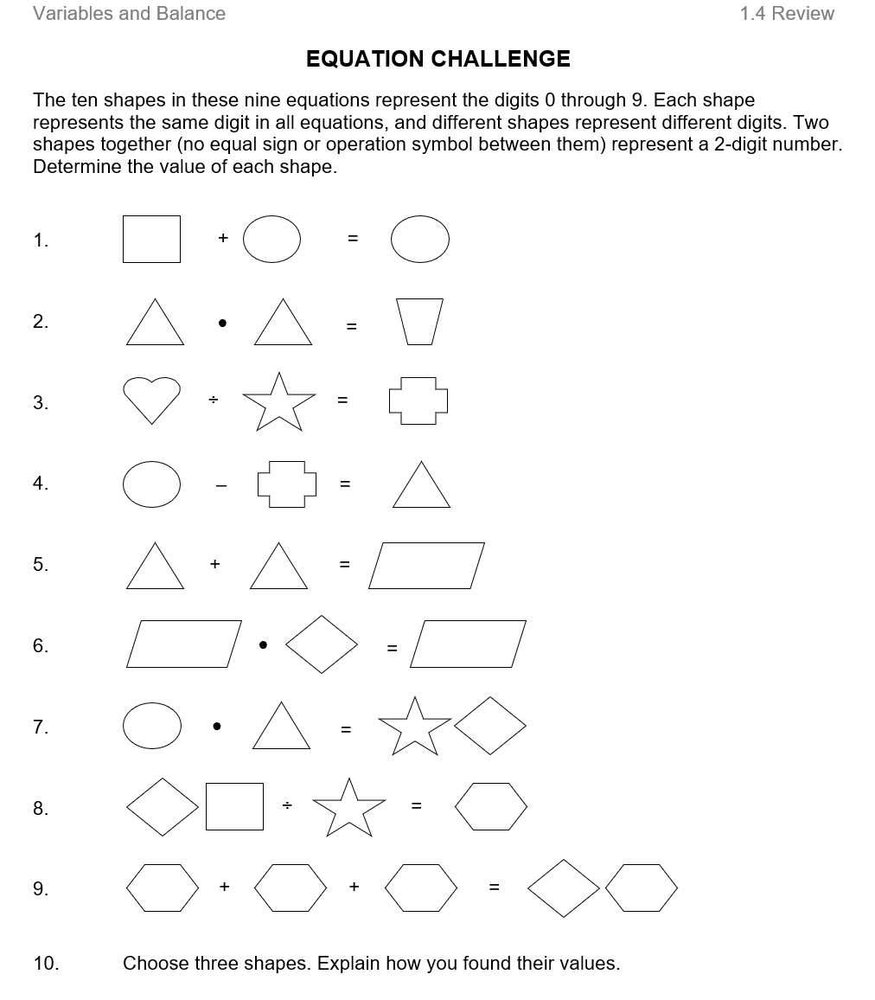 Variables and Balance 1.4 Review
EQUATION CHALLENGE
The ten shapes in these nine equations represent the digits 0 through 9. Each shape
represents the same digit in all equations, and different shapes represent different digits. Two
shapes together (no equal sign or operation symbol between them) represent a 2-digit number.
Determine the value of each shape.
1. + =
2. • =
3. ÷ =
4. – =
5. + =
6. • =
7. • =
8. ÷ =
9. + + =
10. Choose three shapes. Explain how you found their values.